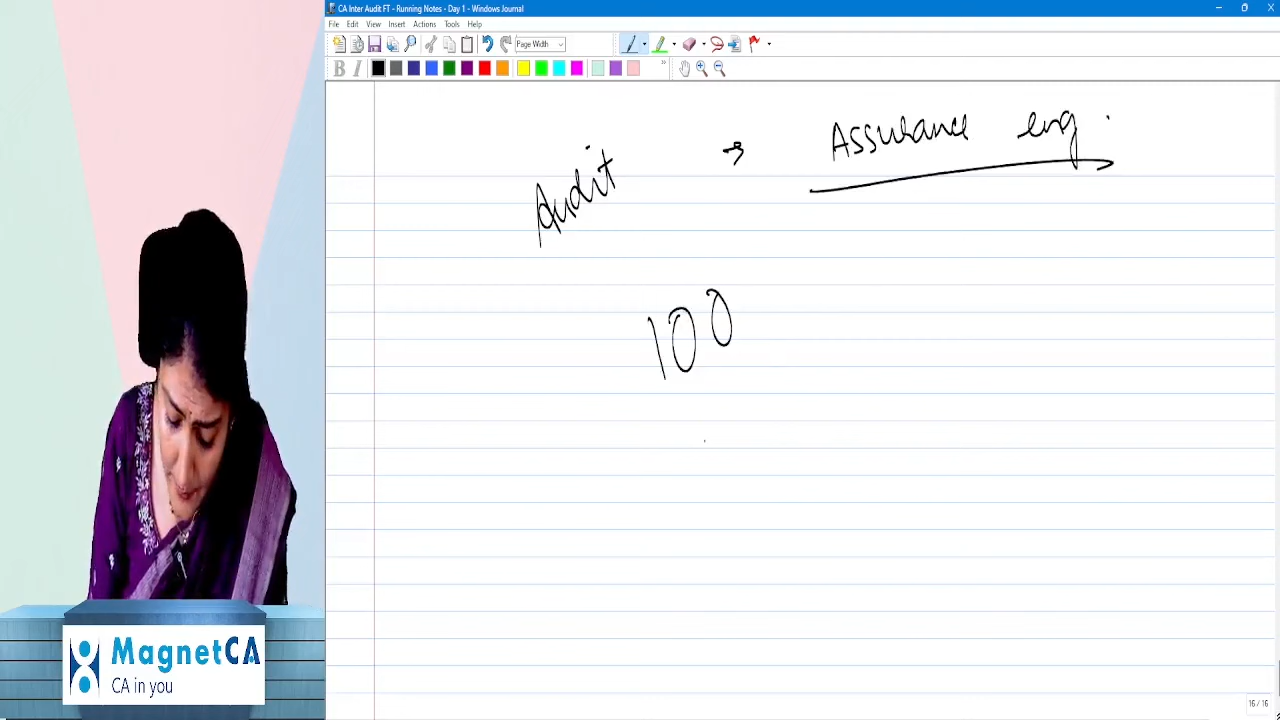 CA Inter Audit FT - Running Notes - Day 1 - Windows Journal
File Edit View Insert Actions Tools Help
Page Width
B I
Audit → Assurance eng.
100
MagnetCA
CA in you
16 / 16